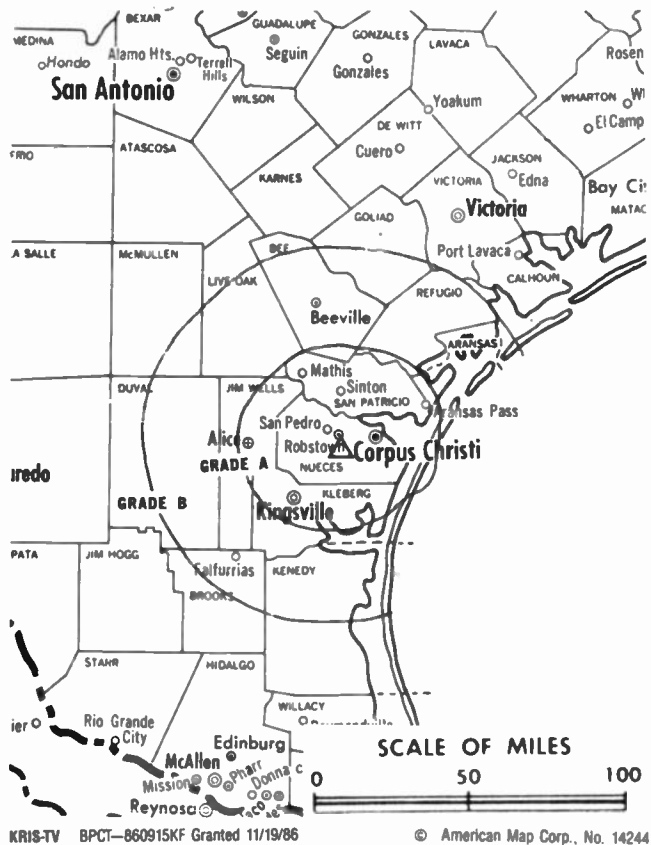 BEXAR
GUADALUPE
GONZALES
LAVACA
MEDINA
Hondo
Alamo Hts.
Terrell Hills
Seguin
Gonzales
Rosen
San Antonio
WILSON
Yoakum
WHARTON
El Camp
DE WITT
FRIO
ATASCOSA
Cuero
JACKSON
KARNES
VICTORIA
Edna
Bay Ci
MATAG
GOLIAD
Victoria
BEE
Port Lavaca
LA SALLE
McMULLEN
LIVE OAK
REFUGIO
CALHOUN
Beeville
ARANSAS
Mathis
DUVAL
JIM WELLS
Sinton
SAN PATRICIO
Aransas Pass
San Pedro
Alice
Robstown
Corpus Christi
GRADE A
NUECES
aredo
KLEBERG
GRADE B
Kingsville
PATA
JIM HOGG
Falfurrias
KENEDY
BROOKS
STARR
HIDALGO
WILLACY
ier
Rio Grande
City
Edinburg
SCALE OF MILES
McAllen
Mission
Pharr
Donna
0 50 100
Reynosa
KRIS-TV BPCT—860915KF Granted 11/19/86
© American Map Corp., No. 14244